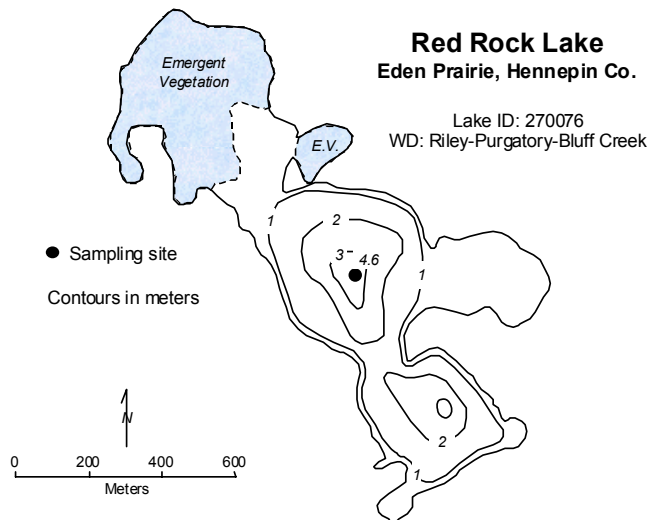 Red Rock Lake
Eden Prairie, Hennepin Co.
Lake ID: 270076
WD: Riley-Purgatory-Bluff Creek
Emergent
Vegetation
E.V.
1
2
3
4.6
1
Sampling site
Contours in meters
2
1
N
0 200 400 600
Meters